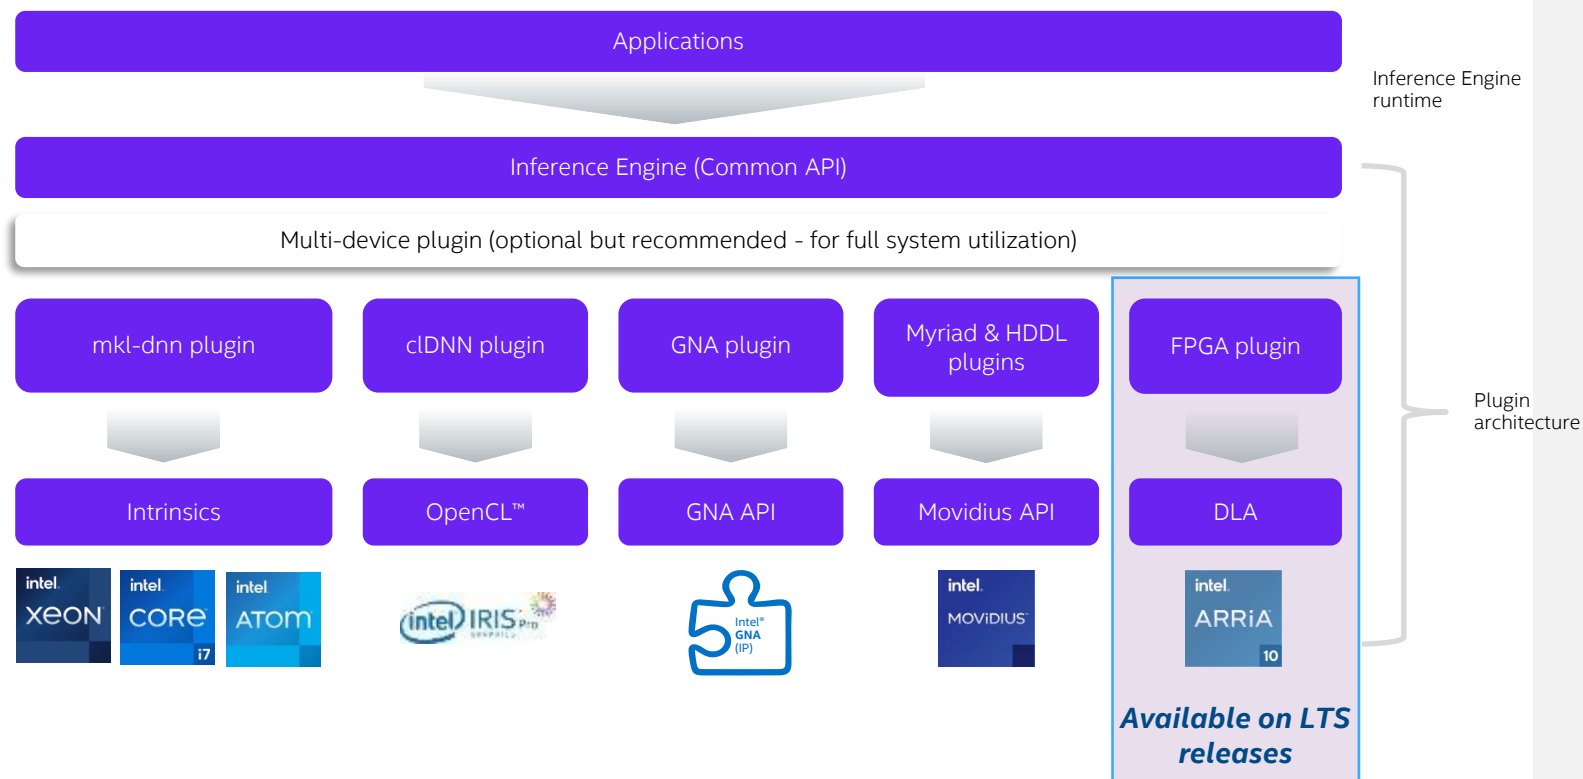 Applications
Inference Engine
runtime
Inference Engine (Common API)
Multi-device plugin (optional but recommended - for full system utilization)
mkl-dnn plugin
clDNN plugin
GNA plugin
Myriad & HDDL
plugins
FPGA plugin
Plugin
architecture
Intrinsics
OpenCL™
GNA API
Movidius API
DLA
intel.
XEON
intel.
CORE
i7
intel.
ATOM
intel IRIS Pro
GRAPHICS
Intel®
GNA
(IP)
intel.
MOVIDIUS™
intel.
ARRIA
10
Available on LTS
releases